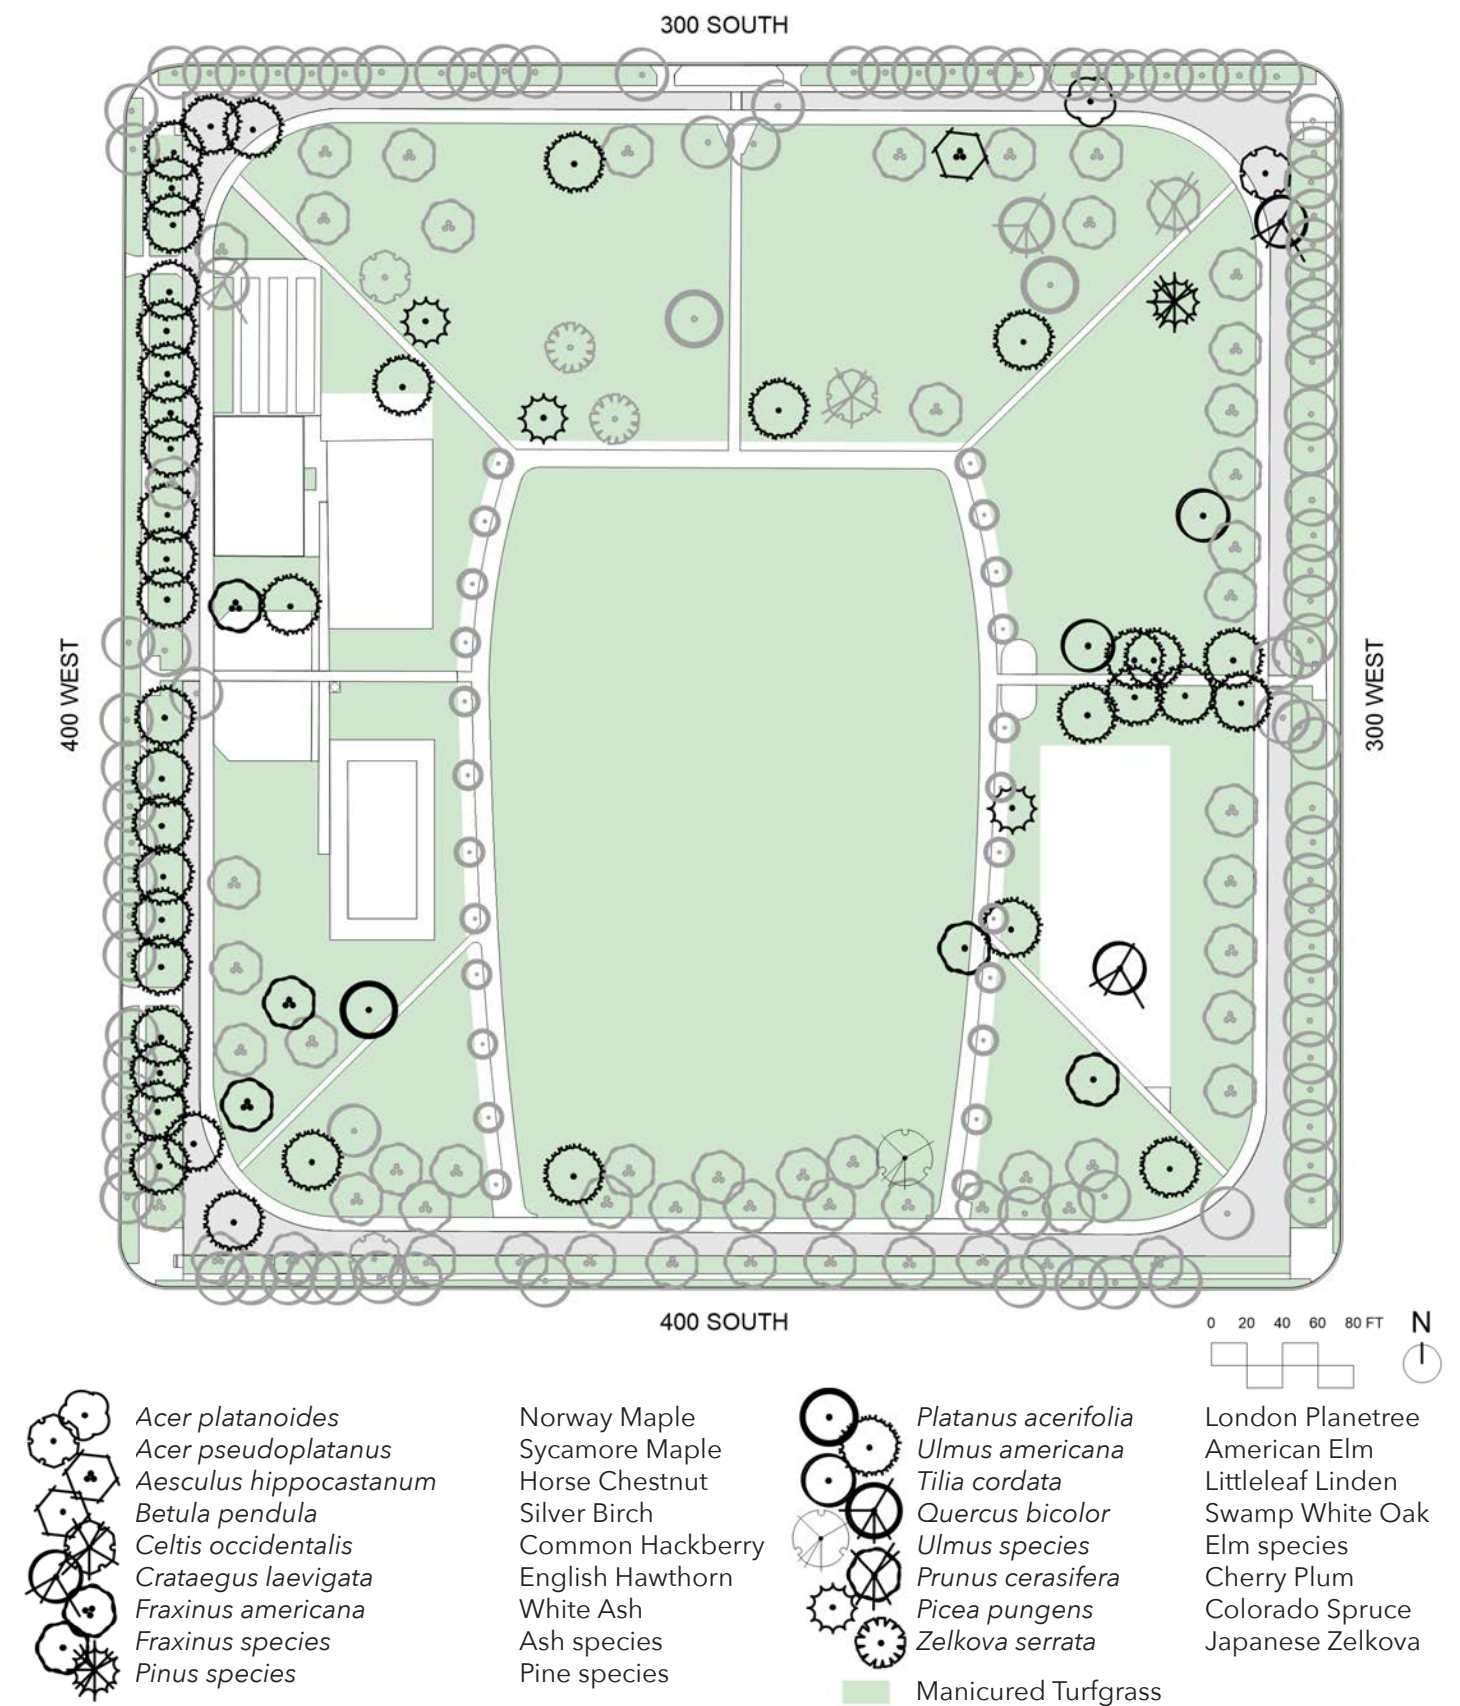 300 SOUTH
400 WEST
300 WEST
400 SOUTH
0 20 40 60 80 FT
N
Acer platanoides Norway Maple
Acer pseudoplatanus Sycamore Maple
Aesculus hippocastanum Horse Chestnut
Betula pendula Silver Birch
Celtis occidentalis Common Hackberry
Crataegus laevigata English Hawthorn
Fraxinus americana White Ash
Fraxinus species Ash species
Pinus species Pine species
Platanus acerifolia London Planetree
Ulmus americana American Elm
Tilia cordata Littleleaf Linden
Quercus bicolor Swamp White Oak
Ulmus species Elm species
Prunus cerasifera Cherry Plum
Picea pungens Colorado Spruce
Zelkova serrata Japanese Zelkova
Manicured Turfgrass